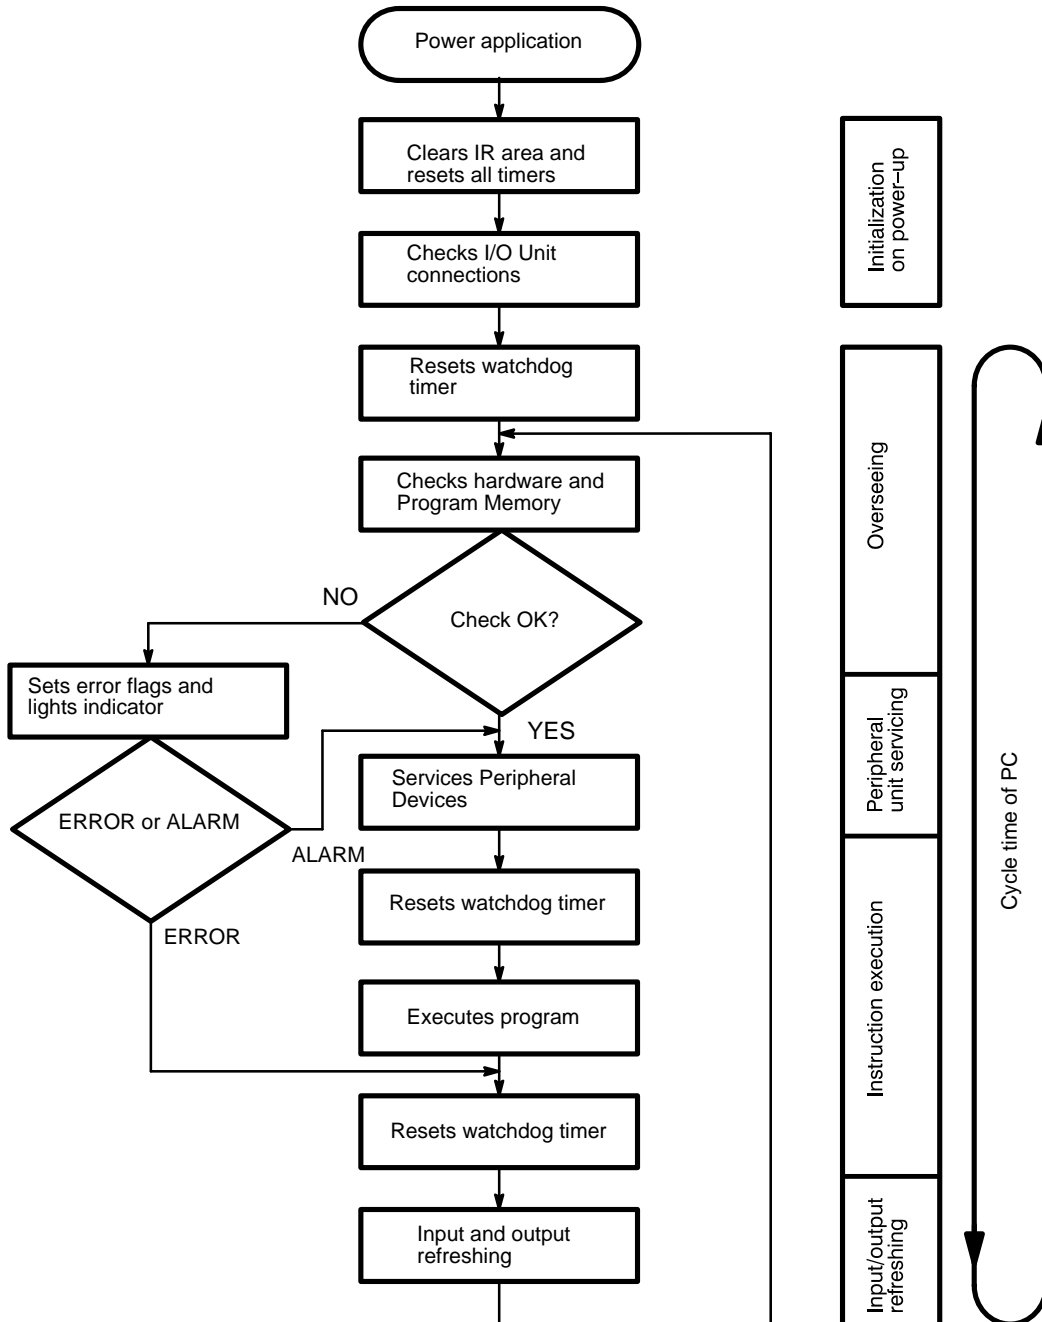 Power application
Clears IR area and
resets all timers
Initialization
on power–up
Checks I/O Unit
connections
Resets watchdog
timer
Overseeing
Checks hardware and
Program Memory
NO
Check OK?
Sets error flags and
lights indicator
YES
Peripheral
unit servicing
Services Peripheral
Devices
Cycle time of PC
ERROR or ALARM
ALARM
Resets watchdog timer
ERROR
Instruction execution
Executes program
Resets watchdog timer
Input and output
refreshing
Input/output
refreshing